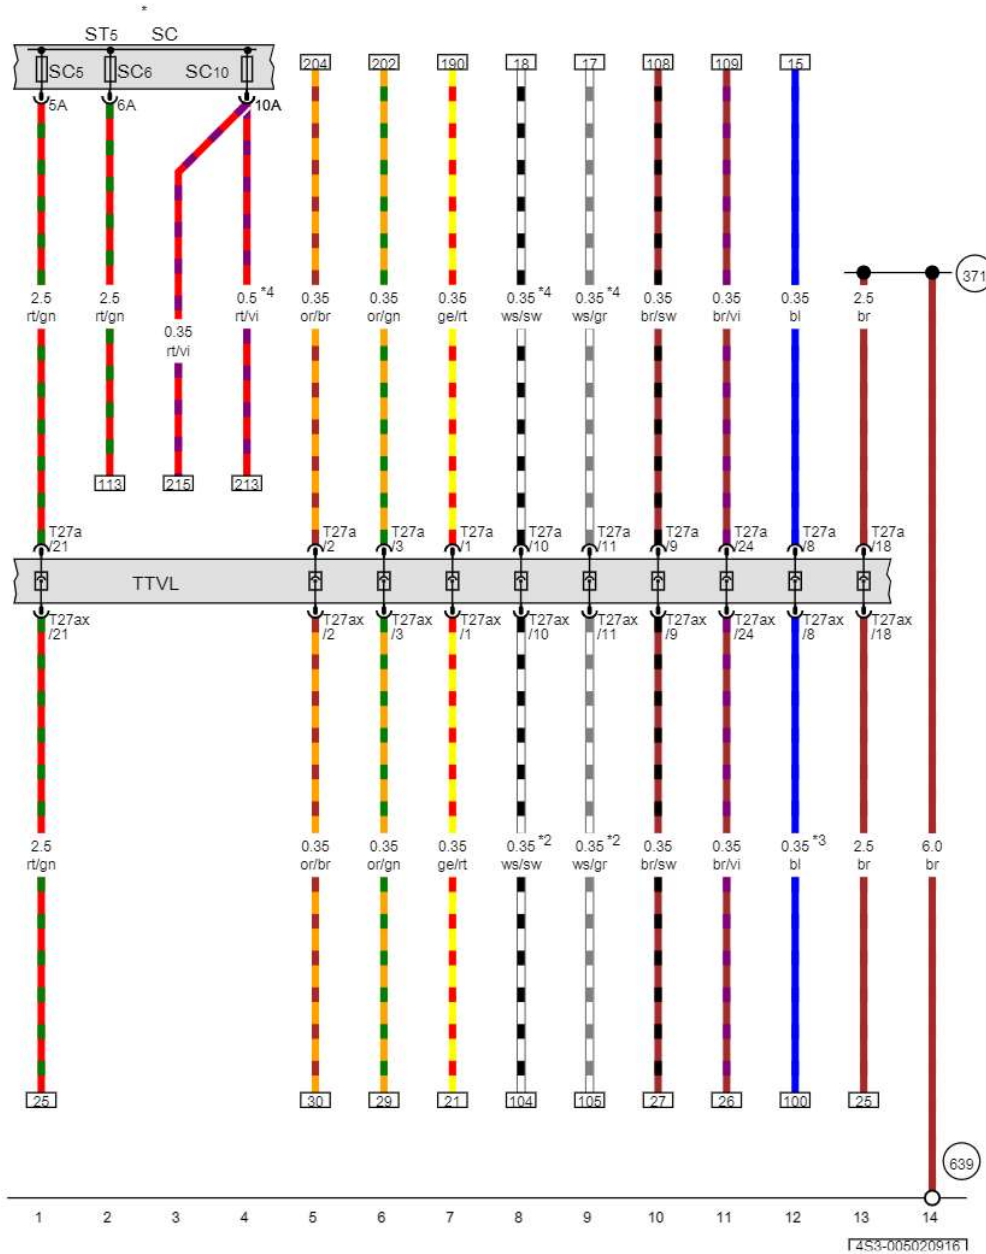 *
ST5 SC
SC5 SC6 SC10
204 202 190 18 17 108 109 15
5A 6A 10A
371
2.5 2.5 0.5 *4 0.35 0.35 0.35 0.35 *4 0.35 *4 0.35 0.35 0.35 2.5
rt/gn rt/gn rt/vi or/br or/gn ge/rt ws/sw ws/gr br/sw br/vi bl br
0.35
rt/vi
113 215 213
T27a T27a T27a T27a T27a T27a T27a T27a T27a T27a
/21 /2 /3 /1 /10 /11 /9 /24 /8 /18
TTVL
T27ax T27ax T27ax T27ax T27ax T27ax T27ax T27ax T27ax T27ax
/21 /2 /3 /1 /10 /11 /9 /24 /8 /18
2.5 0.35 0.35 0.35 0.35 *2 0.35 *2 0.35 0.35 0.35 *3 2.5 6.0
rt/gn or/br or/gn ge/rt ws/sw ws/gr br/sw br/vi bl br br
25 30 29 21 104 105 27 26 100 25
639
1 2 3 4 5 6 7 8 9 10 11 12 13 14
4S3-005020916